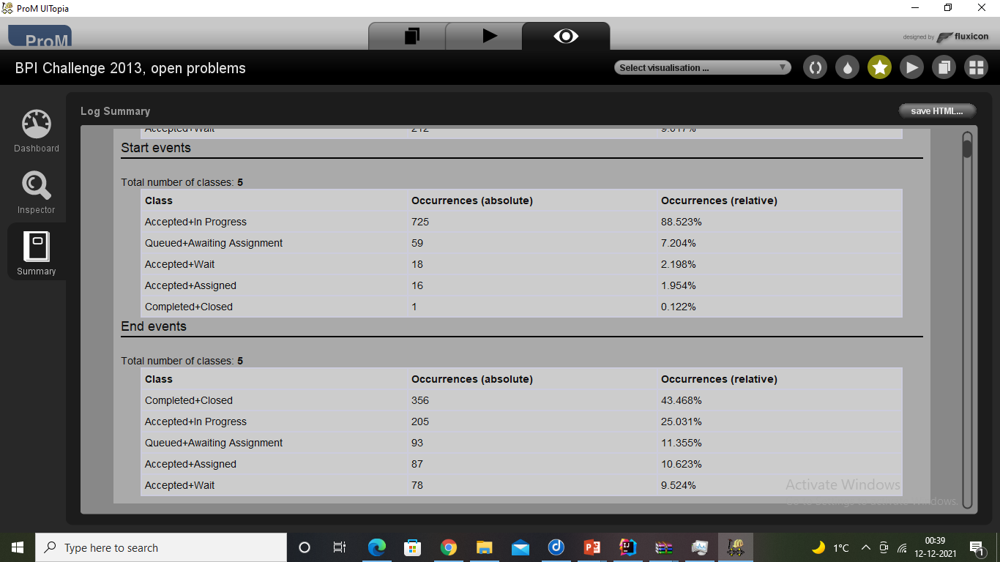 ProM UITopia
ProM
designed by fluxicon
BPI Challenge 2013, open problems
Select visualisation ...
Log Summary
save HTML...
Dashboard
Inspector
Summary
Accepted+Wait 212 9.017%
Start events
Total number of classes: 5
Class Occurrences (absolute) Occurrences (relative)
Accepted+In Progress 725 88.523%
Queued+Awaiting Assignment 59 7.204%
Accepted+Wait 18 2.198%
Accepted+Assigned 16 1.954%
Completed+Closed 1 0.122%
End events
Total number of classes: 5
Class Occurrences (absolute) Occurrences (relative)
Completed+Closed 356 43.468%
Accepted+In Progress 205 25.031%
Queued+Awaiting Assignment 93 11.355%
Accepted+Assigned 87 10.623%
Accepted+Wait 78 9.524%
Activate Windows
Go to Settings to activate Windows.
Type here to search
1°C
00:39
12-12-2021
1